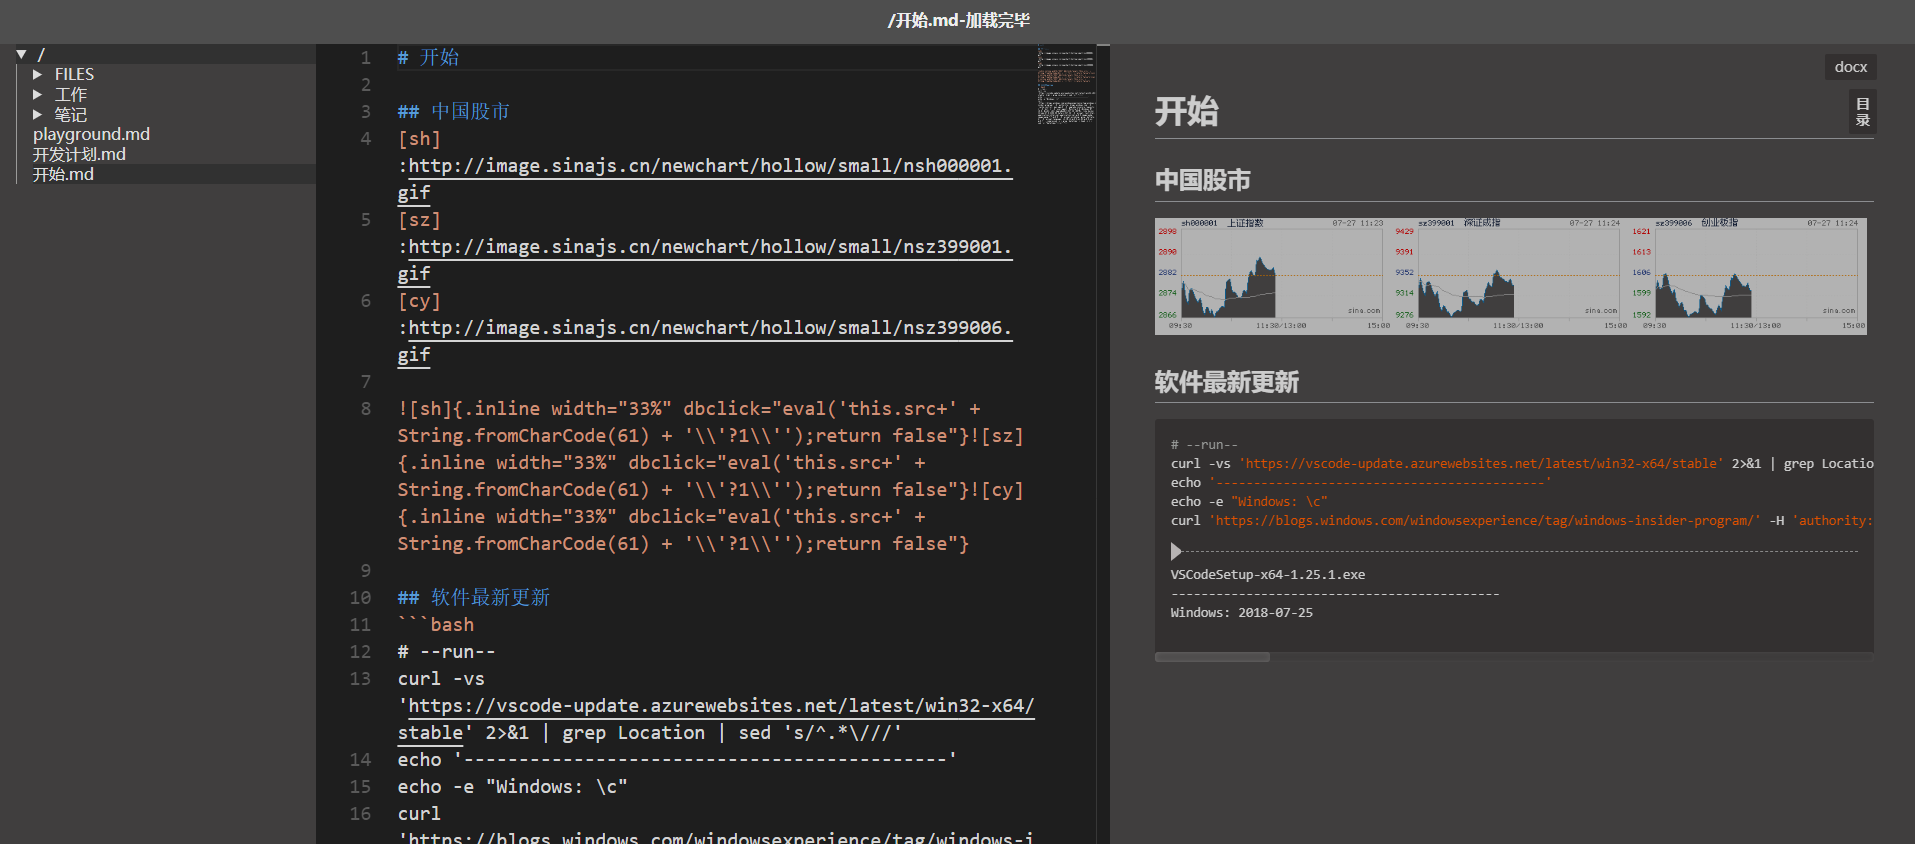 /开始.md-加载完毕
▼ /
▶ FILES
▶ 工作
▶ 笔记
playground.md
开发计划.md
开始.md
1 # 开始
2
3 ## 中国股市
4 [sh]
:http://image.sinajs.cn/newchart/hollow/small/nsh000001.
gif
5 [sz]
:http://image.sinajs.cn/newchart/hollow/small/nsz399001.
gif
6 [cy]
:http://image.sinajs.cn/newchart/hollow/small/nsz399006.
gif
7
8 ![sh]{.inline width="33%" dbclick="eval('this.src+' +
String.fromCharCode(61) + '\\'?1\\'');return false"}![sz]
{.inline width="33%" dbclick="eval('this.src+' +
String.fromCharCode(61) + '\\'?1\\'');return false"}![cy]
{.inline width="33%" dbclick="eval('this.src+' +
String.fromCharCode(61) + '\\'?1\\'');return false"}
9
10 ## 软件最新更新
11 ```bash
12 # --run--
13 curl -vs
'https://vscode-update.azurewebsites.net/latest/win32-x64/
stable' 2>&1 | grep Location | sed 's/^.*\///'
14 echo '--------------------------------------------'
15 echo -e "Windows: \c"
16 curl
'https://blogs.windows.com/windowsexperience/tag/windows-i
docx
目录
开始
中国股市
sh000001 上证指数 07-27 11:23
2898
2890
2882
2874
2866
09:30 11:30/13:00 15:00
sina.com
sz399001 深证成指 07-27 11:24
9429
9391
9352
9314
9276
09:30 11:30/13:00 15:00
sina.com
sz399006 创业板指 07-27 11:24
1621
1613
1606
1599
1592
09:30 11:30/13:00 15:00
sina.com
软件最新更新
# --run--
curl -vs 'https://vscode-update.azurewebsites.net/latest/win32-x64/stable' 2>&1 | grep Locatio
echo '--------------------------------------------'
echo -e "Windows: \c"
curl 'https://blogs.windows.com/windowsexperience/tag/windows-insider-program/' -H 'authority:
VSCodeSetup-x64-1.25.1.exe
--------------------------------------------
Windows: 2018-07-25